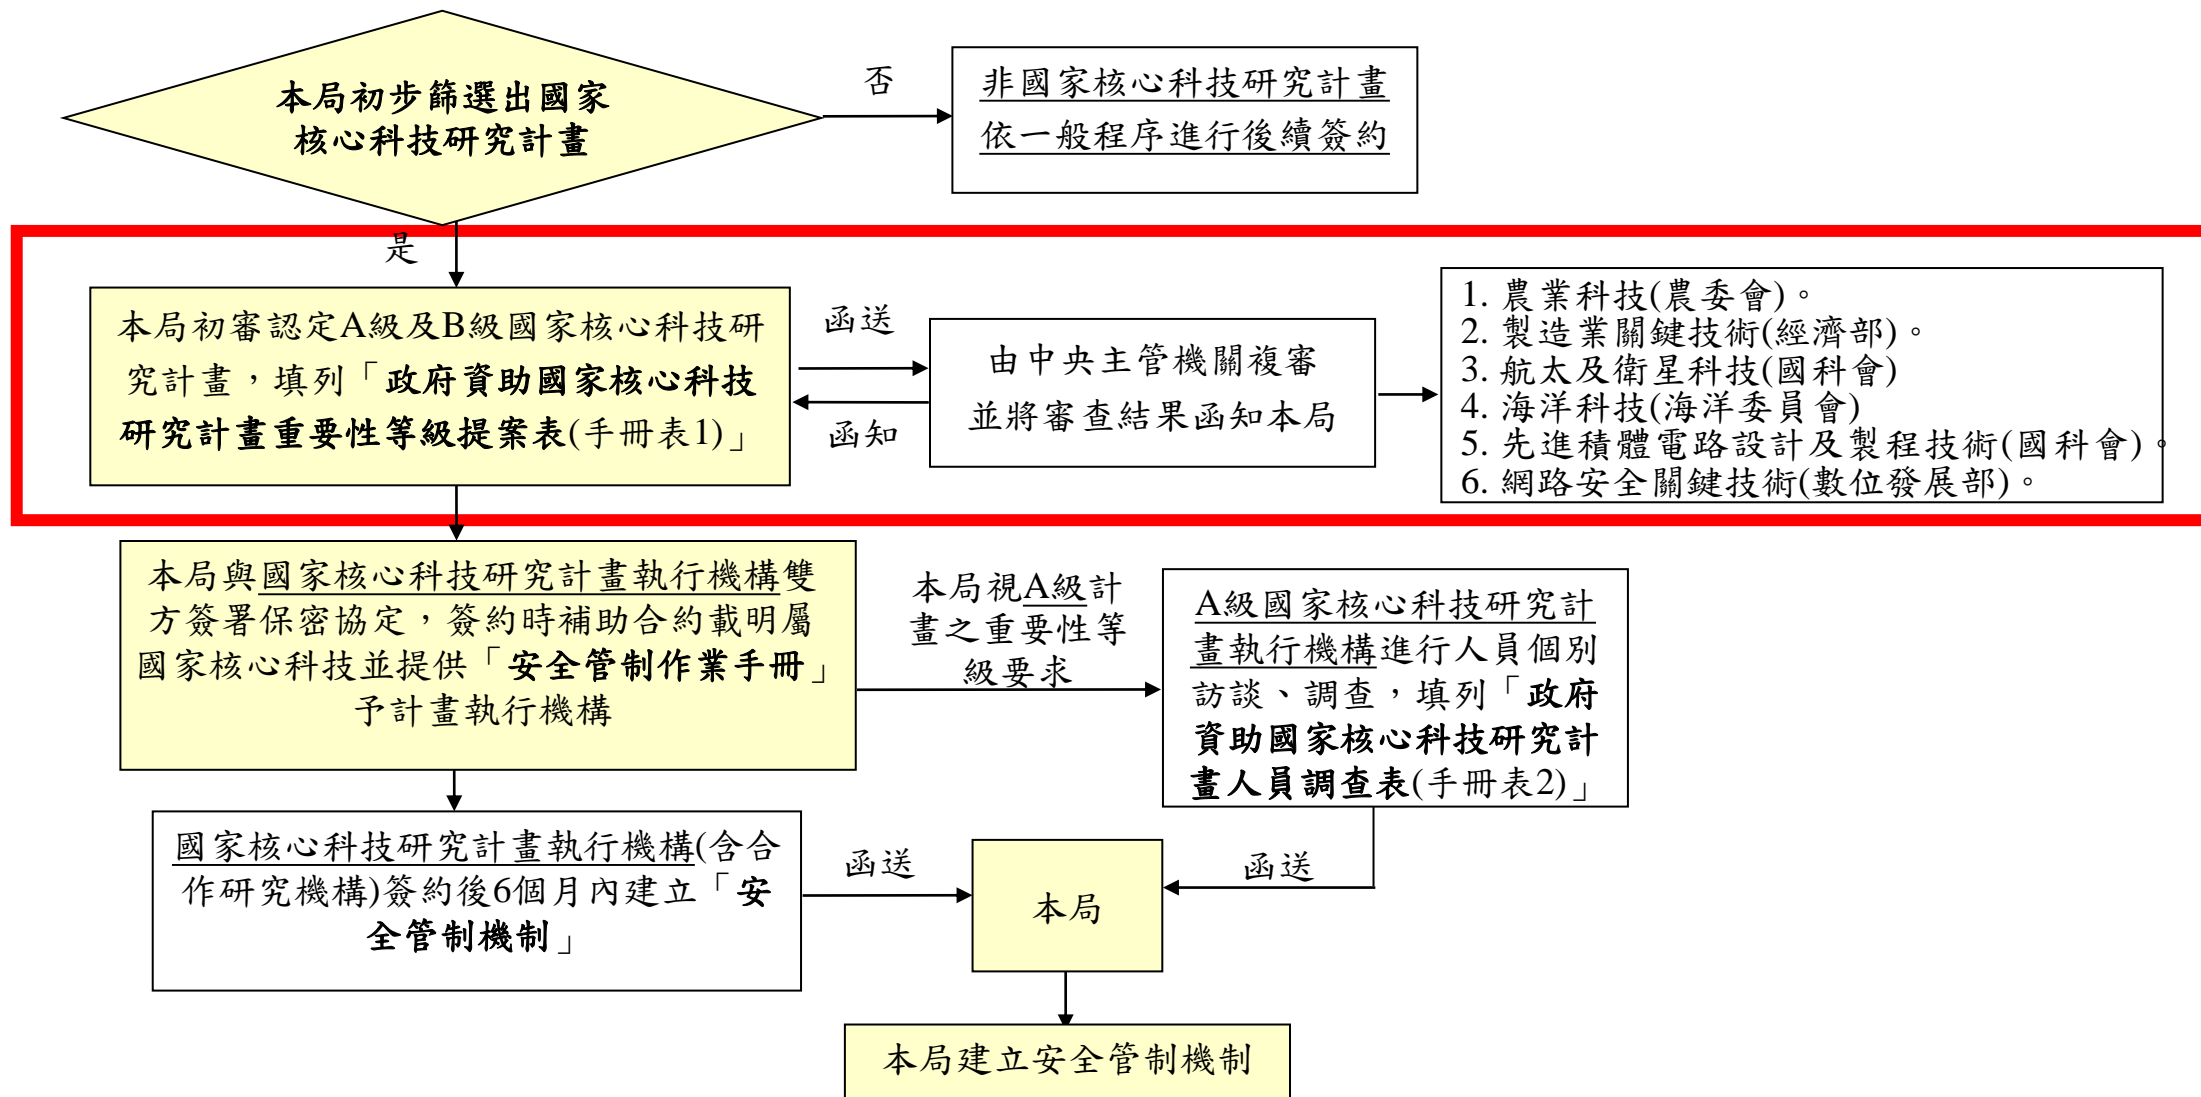 本局初步篩選出國家
核心科技研究計畫
否
非國家核心科技研究計畫
依一般程序進行後續簽約
是
本局初審認定A級及B級國家核心科技研
究計畫，填列「政府資助國家核心科技
研究計畫重要性等級提案表(手冊表1)」
函送
函知
由中央主管機關複審
並將審查結果函知本局
1. 農業科技(農委會)。
2. 製造業關鍵技術(經濟部)。
3. 航太及衛星科技(國科會)
4. 海洋科技(海洋委員會)
5. 先進積體電路設計及製程技術(國科會)。
6. 網路安全關鍵技術(數位發展部)。
本局與國家核心科技研究計畫執行機構雙
方簽署保密協定，簽約時補助合約載明屬
國家核心科技並提供「安全管制作業手冊」
予計畫執行機構
本局視A級計
畫之重要性等
級要求
A級國家核心科技研究計
畫執行機構進行人員個別
訪談、調查，填列「政府
資助國家核心科技研究計
畫人員調查表(手冊表2)」
國家核心科技研究計畫執行機構(含合
作研究機構)簽約後6個月內建立「安
全管制機制」
函送
本局
函送
本局建立安全管制機制